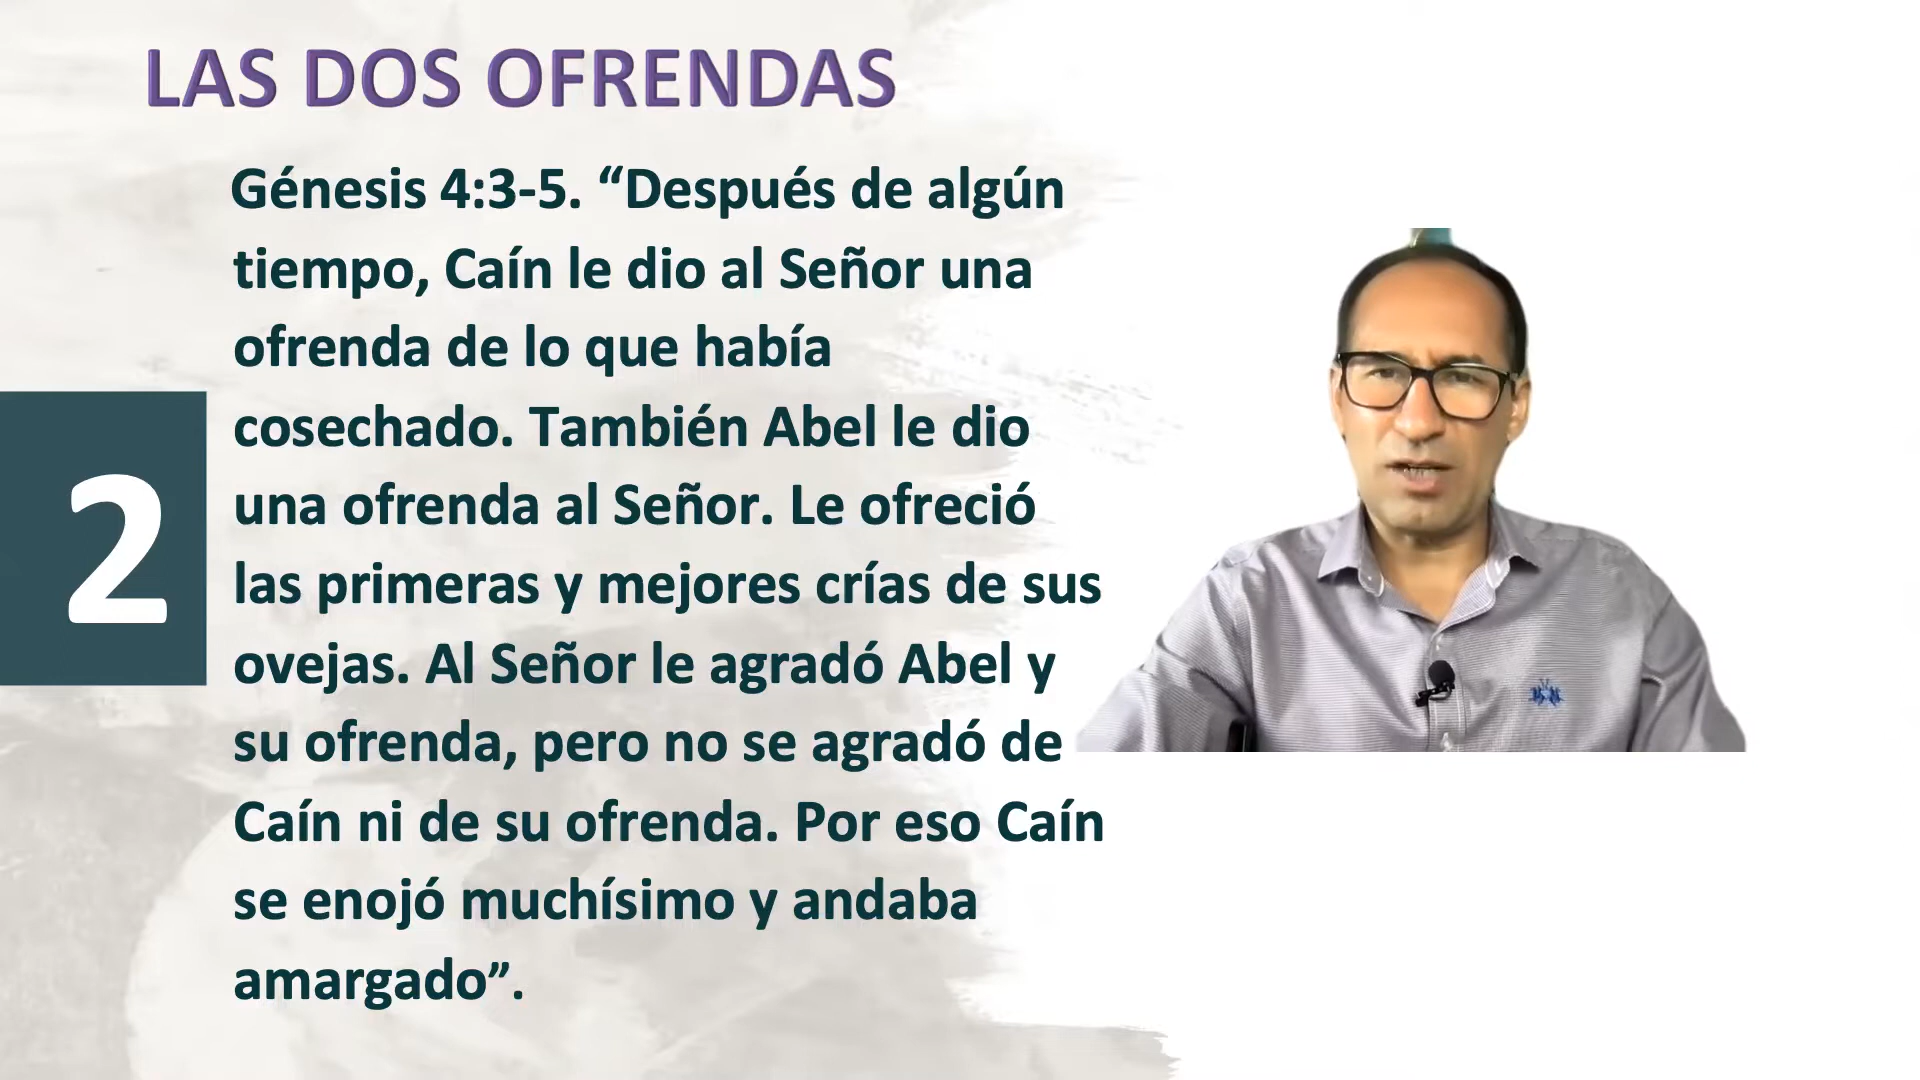 LAS DOS OFRENDAS
Génesis 4:3-5. “Después de algún
tiempo, Caín le dio al Señor una
ofrenda de lo que había
cosechado. También Abel le dio
una ofrenda al Señor. Le ofreció
las primeras y mejores crías de sus
ovejas. Al Señor le agradó Abel y
su ofrenda, pero no se agradó de
Caín ni de su ofrenda. Por eso Caín
se enojó muchísimo y andaba
amargado”.
2